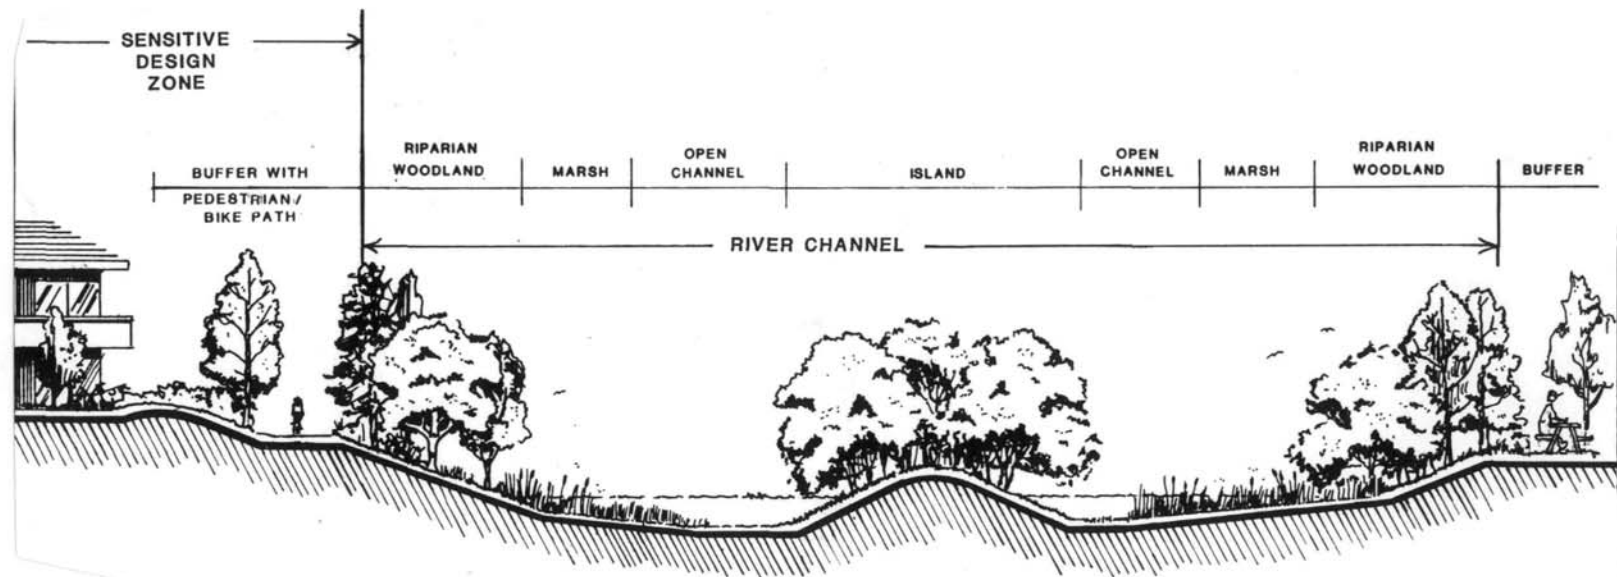 SENSITIVE
DESIGN
ZONE
BUFFER WITH
PEDESTRIAN/
BIKE PATH
RIPARIAN
WOODLAND
MARSH
OPEN
CHANNEL
ISLAND
OPEN
CHANNEL
MARSH
RIPARIAN
WOODLAND
BUFFER
RIVER CHANNEL